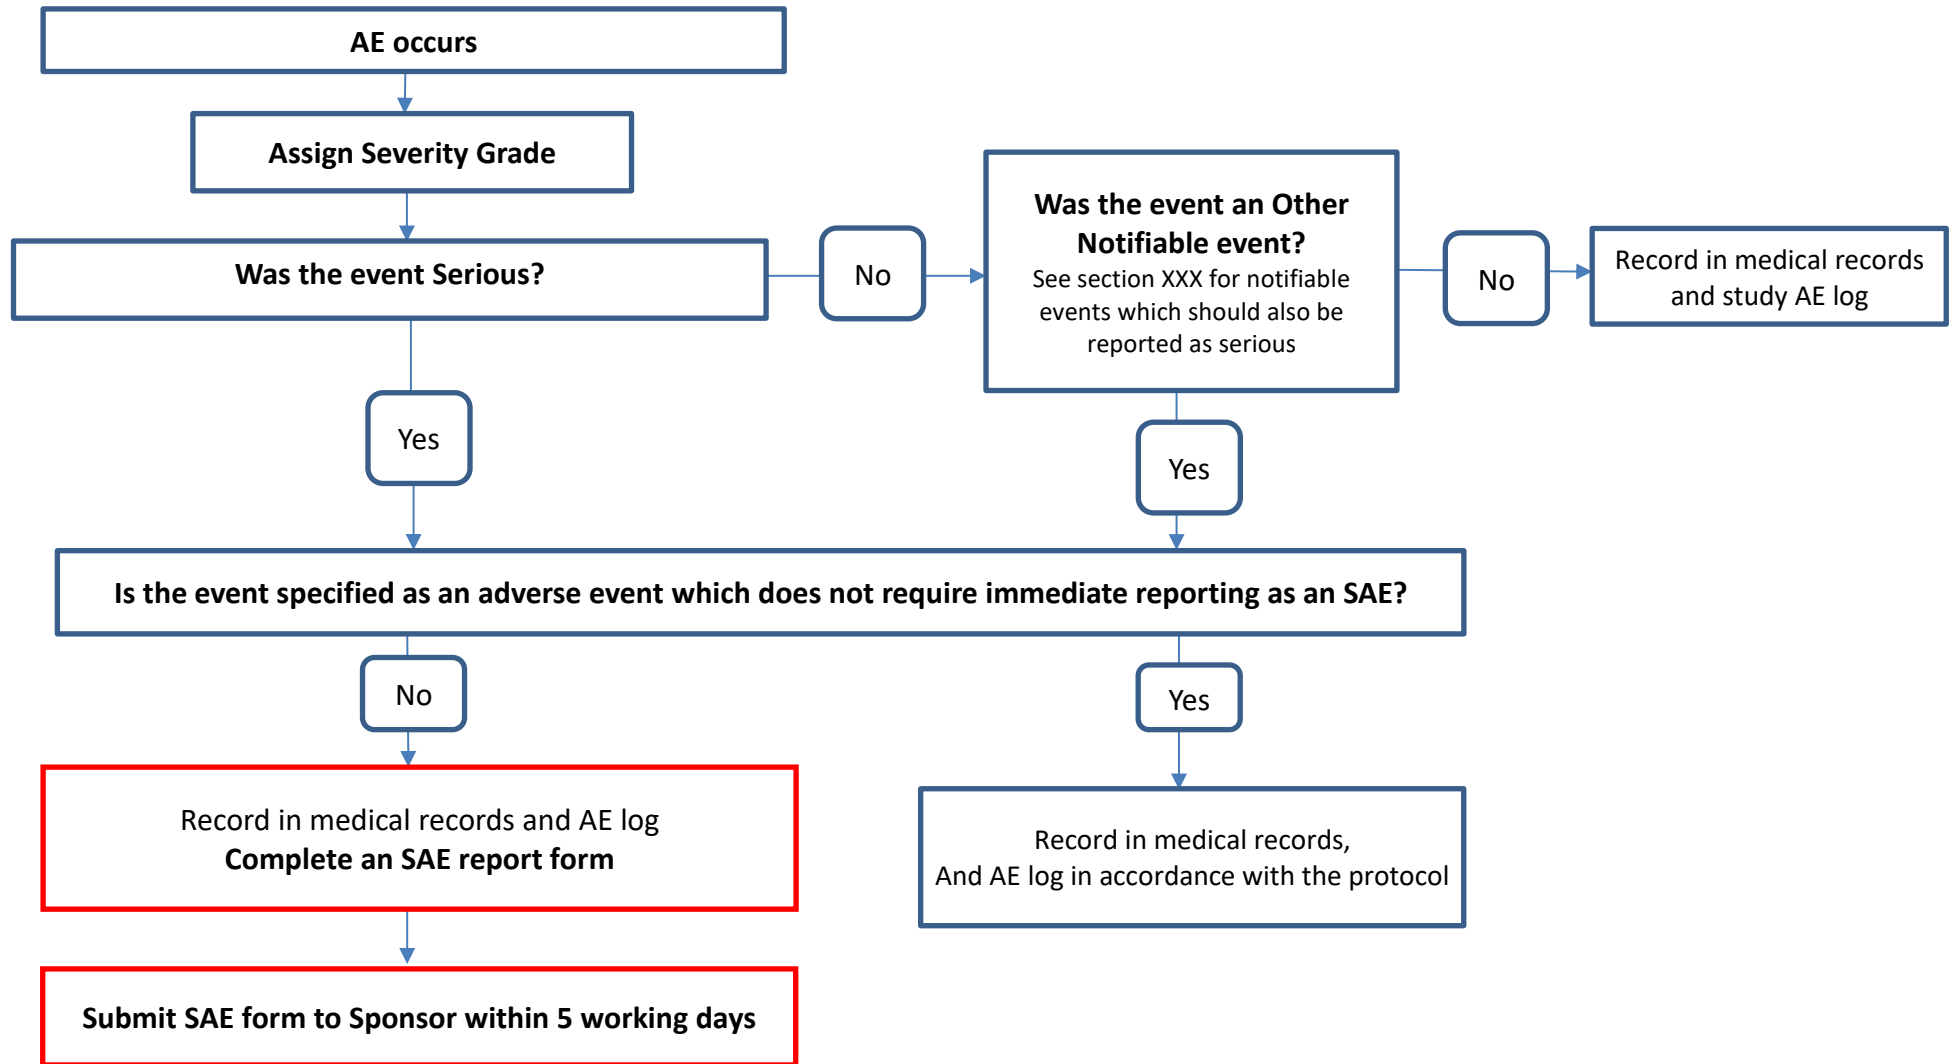 AE occurs
Assign Severity Grade
Was the event Serious?
No
Was the event an Other
Notifiable event?
See section XXX for notifiable
events which should also be
reported as serious
No
Record in medical records
and study AE log
Yes
Yes
Is the event specified as an adverse event which does not require immediate reporting as an SAE?
No
Yes
Record in medical records and AE log
Complete an SAE report form
Record in medical records,
And AE log in accordance with the protocol
Submit SAE form to Sponsor within 5 working days